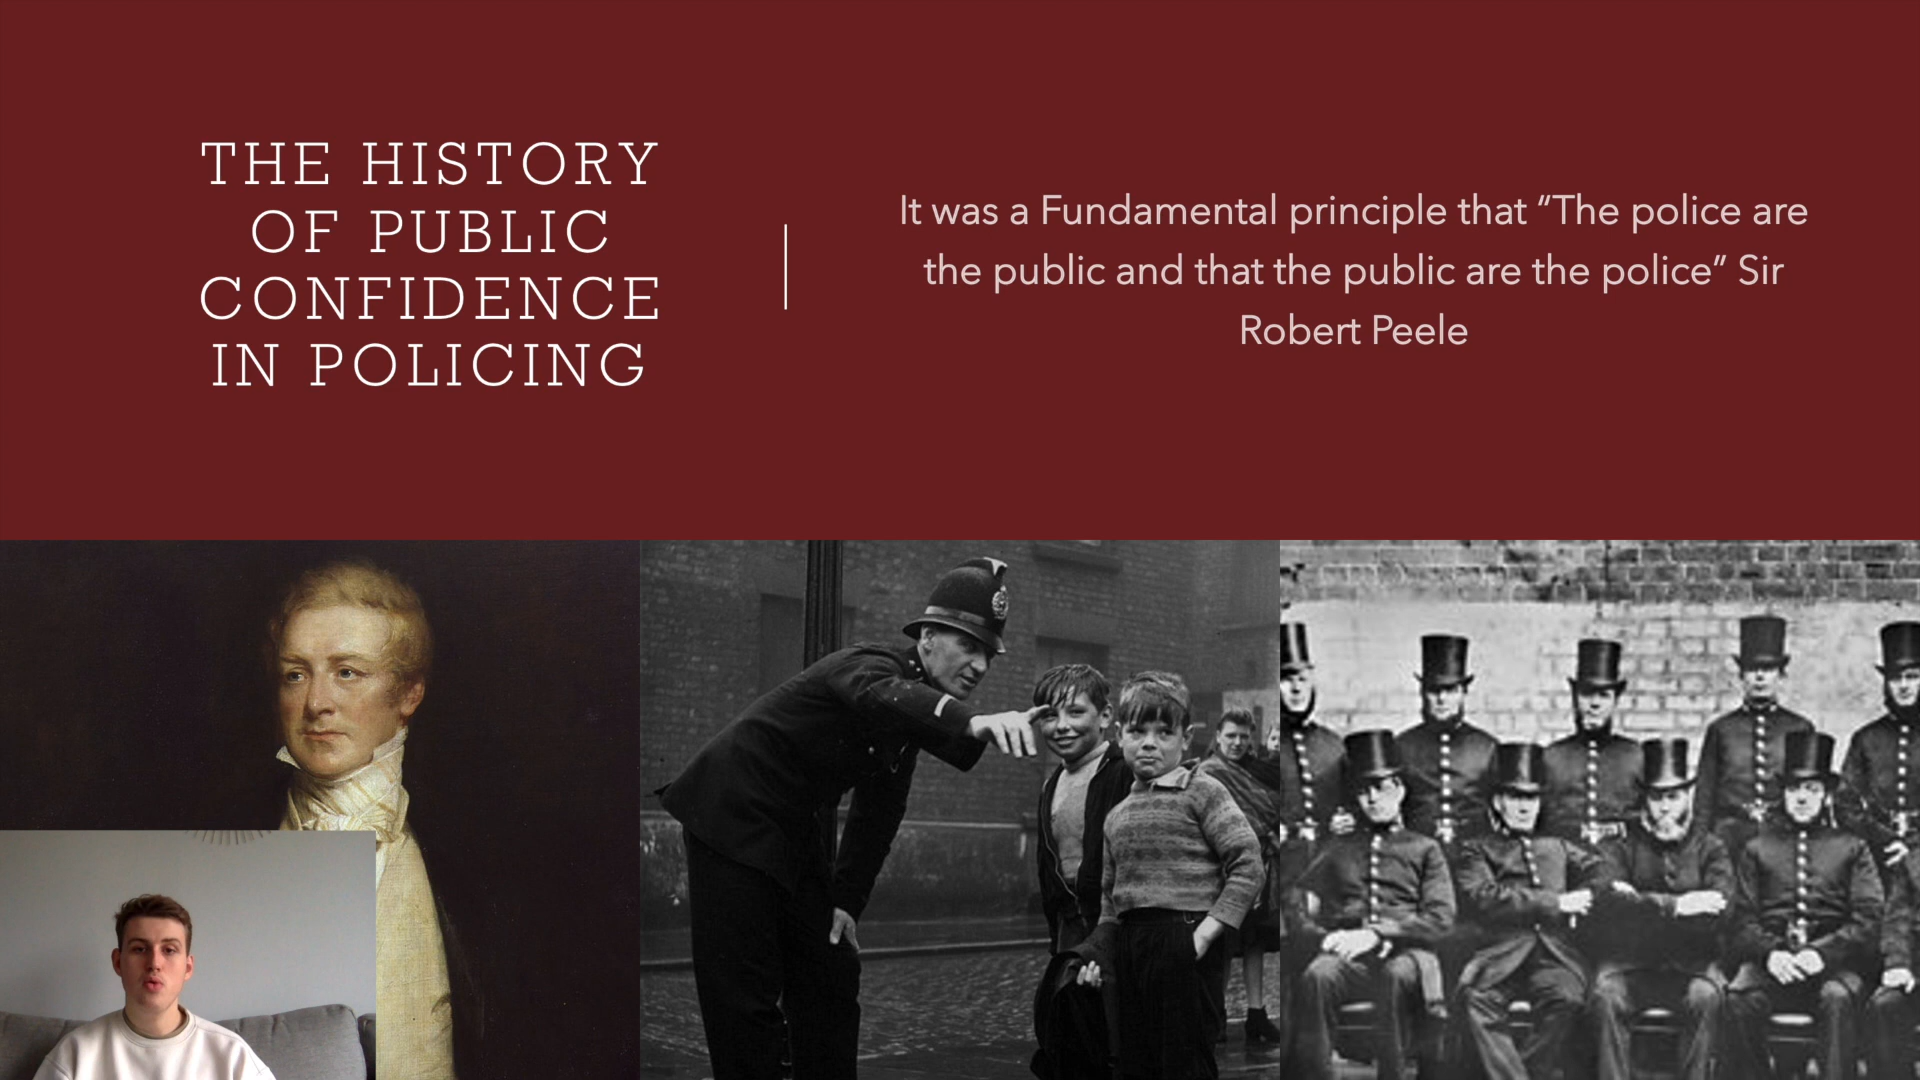 THE HISTORY
OF PUBLIC
CONFIDENCE
IN POLICING
It was a Fundamental principle that “The police are
the public and that the public are the police” Sir
Robert Peele